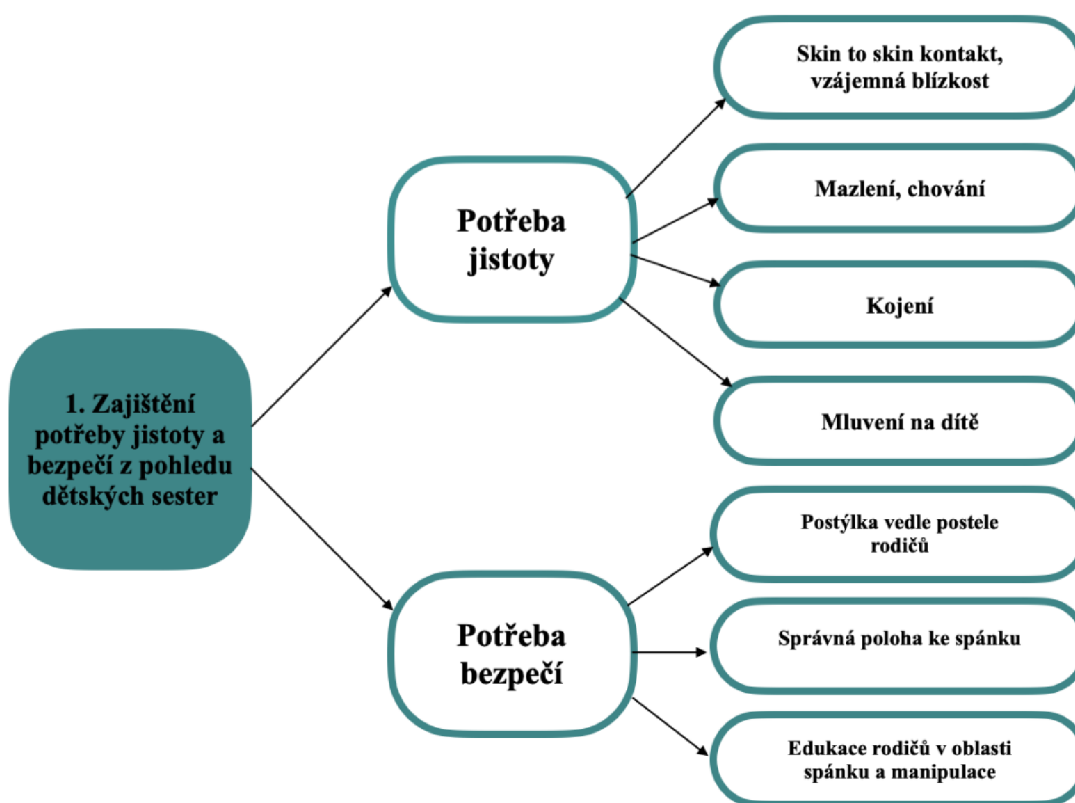 1. Zajištění
potřeby jistoty a
bezpečí z pohledu
dětských sester
Potřeba
jistoty
Skin to skin kontakt,
vzájemná blízkost
Mazlení, chování
Kojení
Mluvení na dítě
Potřeba
bezpečí
Postýlka vedle postele
rodičů
Správná poloha ke spánku
Edukace rodičů v oblasti
spánku a manipulace